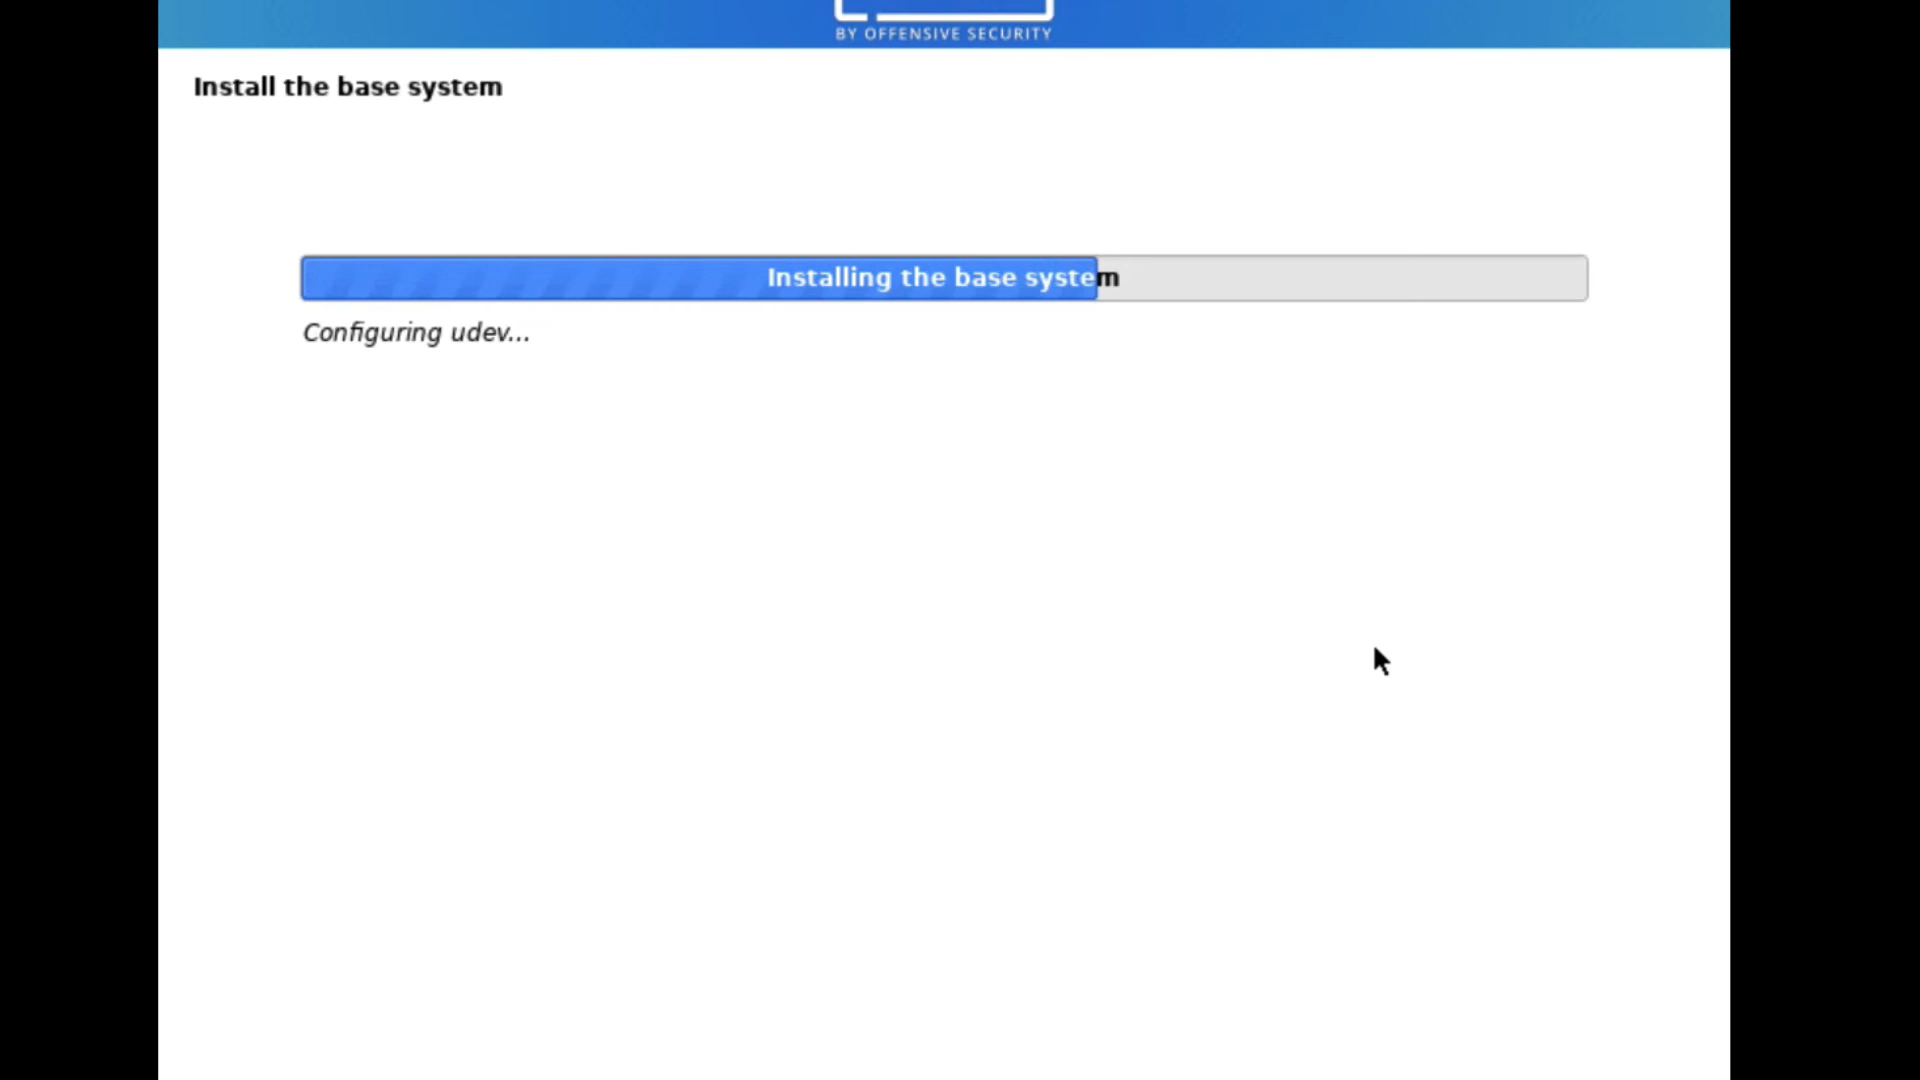 BY OFFENSIVE SECURITY
Install the base system
Installing the base system
Configuring udev...